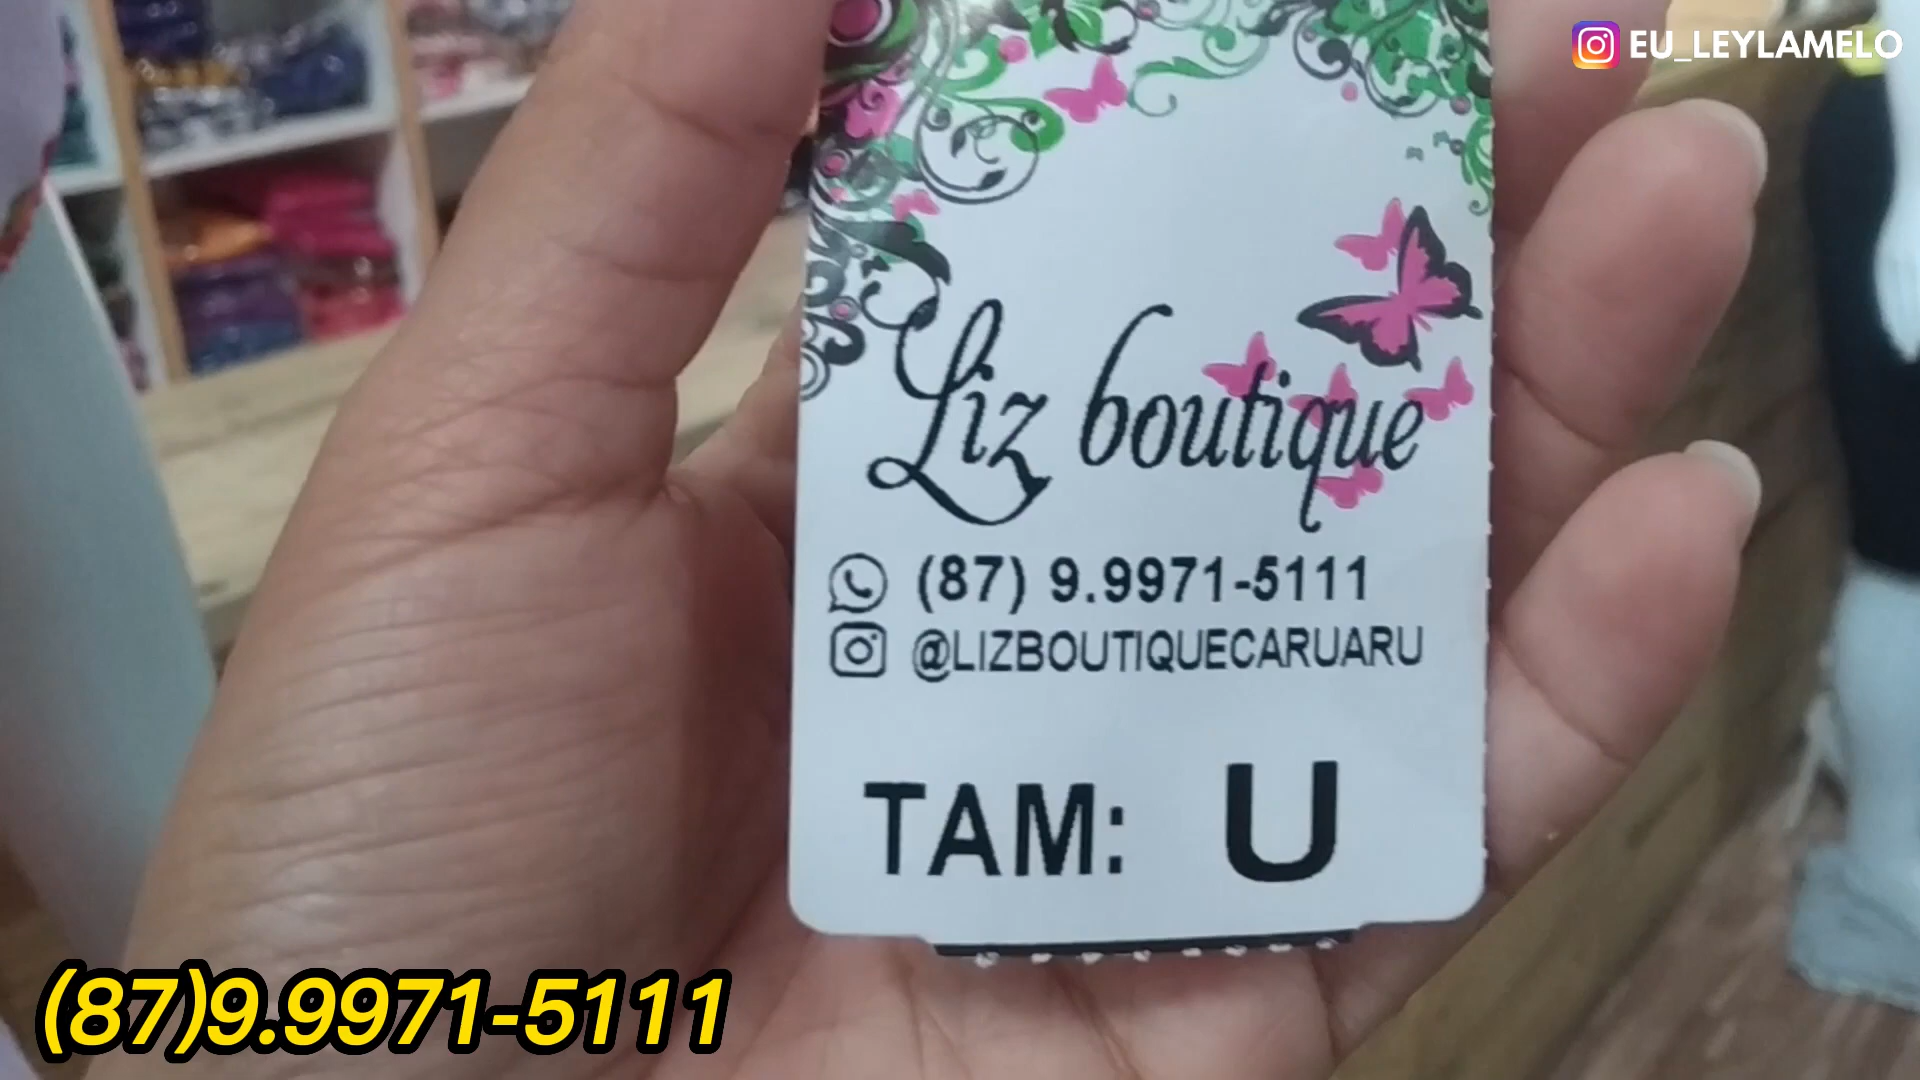 EU_LEYLAMELO
Liz boutique
(87) 9.9971-5111
@LIZBOUTIQUECARUARU
TAM: U
(87)9.9971-5111